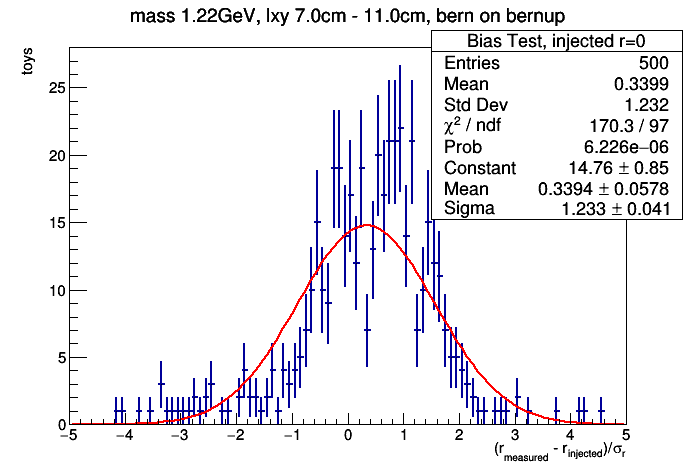 mass 1.22GeV, lxy 7.0cm - 11.0cm, bern on bernup
toys
Bias Test, injected r=0
Entries 500
Mean 0.3399
Std Dev 1.232
χ² / ndf 170.3 / 97
Prob 6.226e−06
Constant 14.76 ± 0.85
Mean 0.3394 ± 0.0578
Sigma 1.233 ± 0.041
25
20
15
10
5
0
−5 −4 −3 −2 −1 0 1 2 3 4 5
(r_measured - r_injected)/σ_r